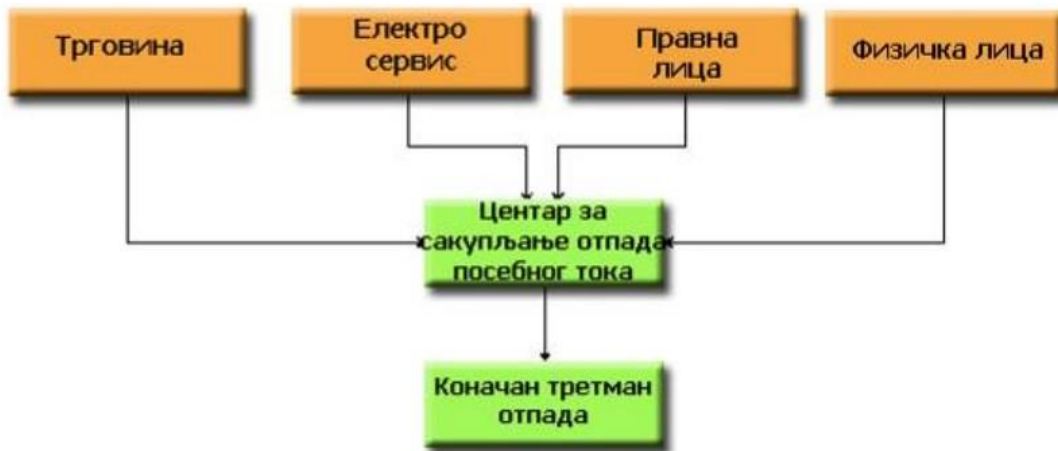 Трговина
Електро
сервис
Правна
лица
Физичка лица
Центар за
сакупљање отпада
посебног тока
Коначан третман
отпада